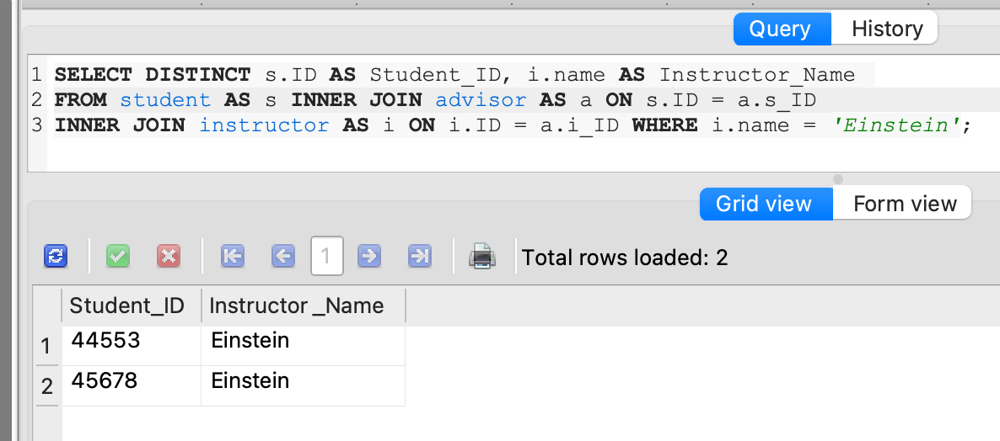 Query History
1 SELECT DISTINCT s.ID AS Student_ID, i.name AS Instructor_Name
2 FROM student AS s INNER JOIN advisor AS a ON s.ID = a.s_ID
3 INNER JOIN instructor AS i ON i.ID = a.i_ID WHERE i.name = 'Einstein';
Grid view Form view
1 Total rows loaded: 2
Student_ID Instructor _Name
1 44553 Einstein
2 45678 Einstein